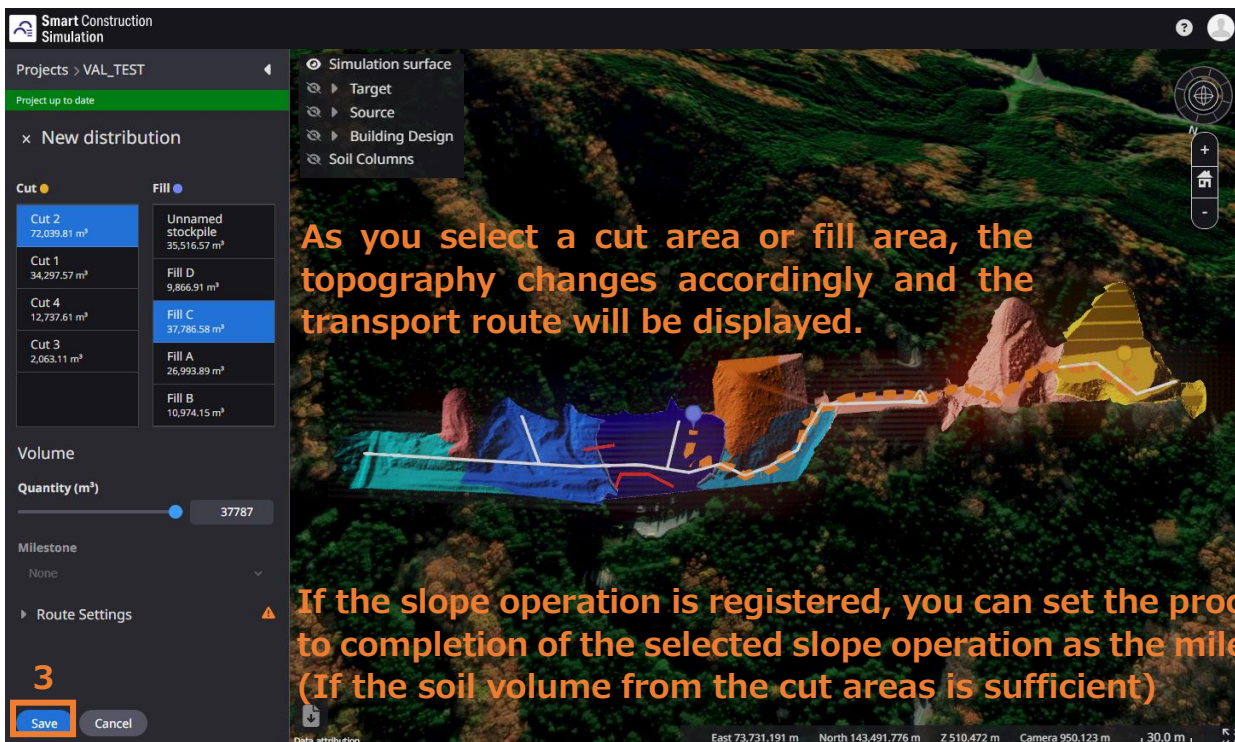 Smart Construction
Simulation
?
Projects > VAL_TEST
Project up to date
× New distribution
Cut
Fill
Cut 2
72,039.81 m³
Cut 1
34,297.57 m³
Cut 4
12,737.61 m³
Cut 3
2,063.11 m³
Unnamed
stockpile
35,516.57 m³
Fill D
9,866.91 m³
Fill C
37,786.58 m³
Fill A
26,993.89 m³
Fill B
10,974.15 m³
Volume
Quantity (m³)
37787
Milestone
None
Route Settings
3
Save
Cancel
Simulation surface
Target
Source
Building Design
Soil Columns
N
+
-
As you select a cut area or fill area, the
topography changes accordingly and the
transport route will be displayed.
If the slope operation is registered, you can set the proc
to completion of the selected slope operation as the mile
(If the soil volume from the cut areas is sufficient)
Data attribution
East 73,731.191 m North 143,491.776 m Z 510.472 m Camera 950.123 m 30.0 m